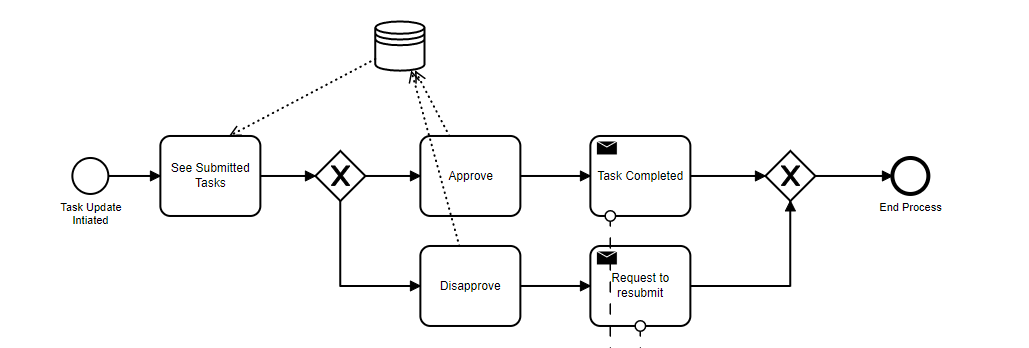 See Submitted
Tasks
Approve
Task Completed
Task Update
Intiated
End Process
Disapprove
Request to
resubmit